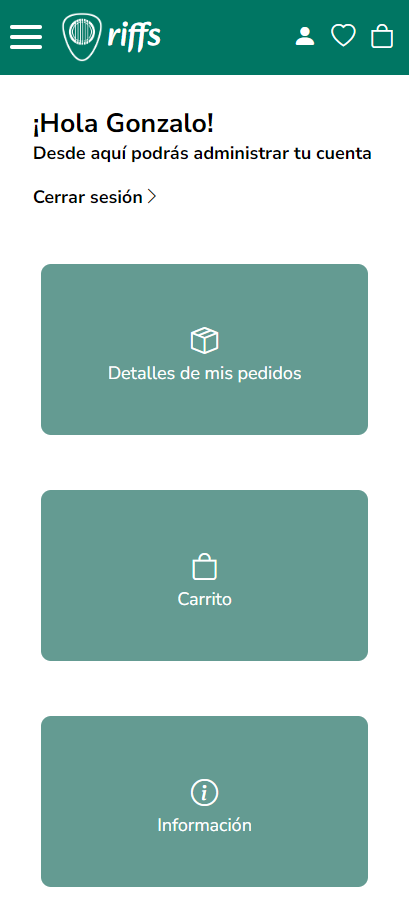 riffs
¡Hola Gonzalo!
Desde aquí podrás administrar tu cuenta
Cerrar sesión
Detalles de mis pedidos
Carrito
Información